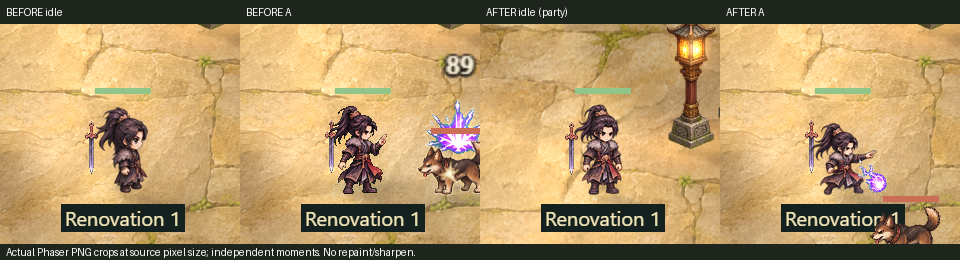 BEFORE idle
BEFORE A
AFTER idle (party)
AFTER A
89
Renovation 1
Renovation 1
Renovation 1
Renovation 1
Actual Phaser PNG crops at source pixel size; independent moments. No repaint/sharpen.